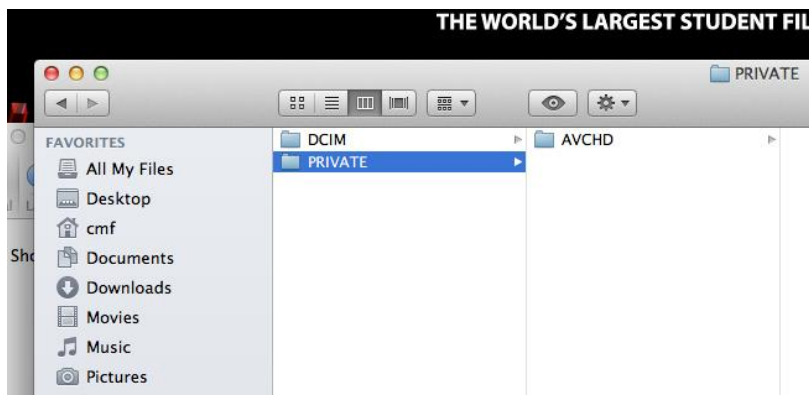 THE WORLD'S LARGEST STUDENT FIL
PRIVATE
FAVORITES
All My Files
Desktop
cmf
Documents
Downloads
Movies
Music
Pictures
DCIM
PRIVATE
AVCHD
Sho